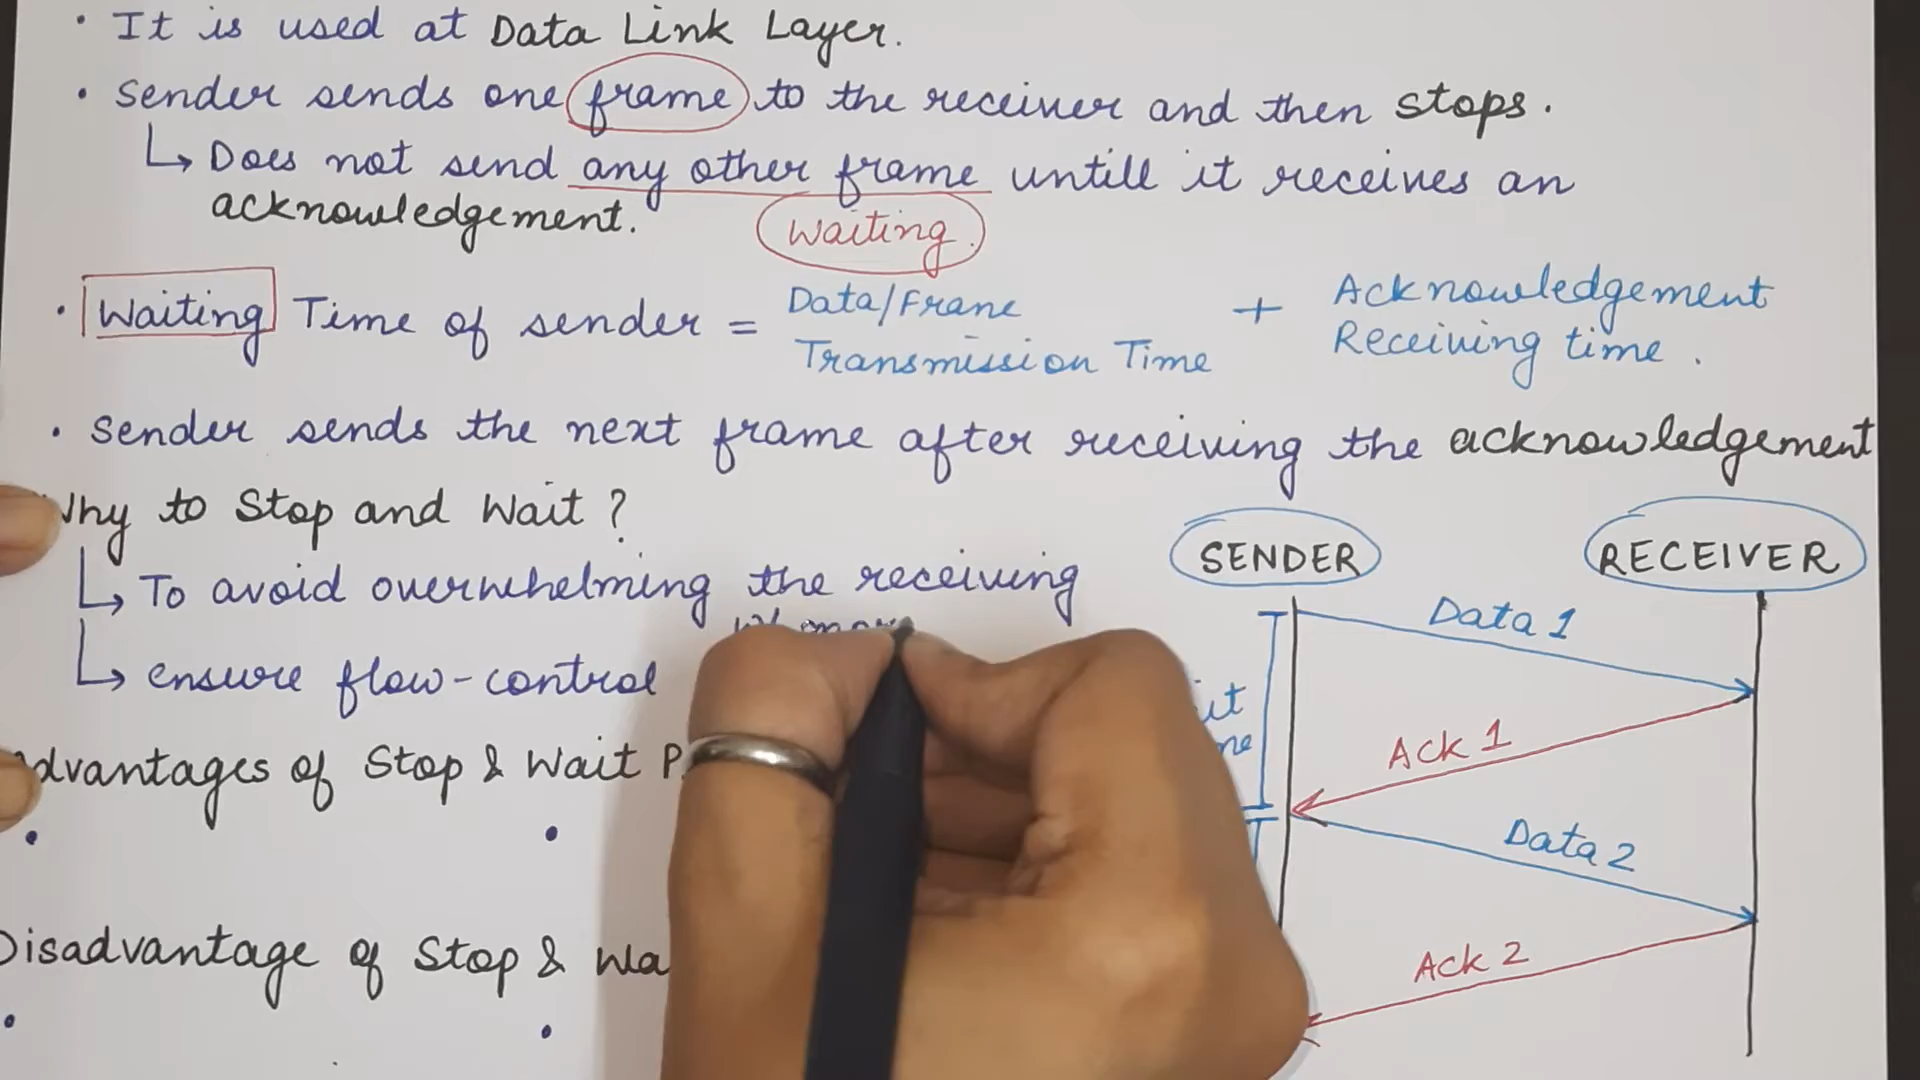 • It is used at Data Link Layer.
• Sender sends one frame to the receiver and then stops.
↳ Does not send any other frame untill it receives an
acknowledgement.
Waiting.
• Waiting Time of sender = Data/Frane Transmission Time + Acknowledgement Receiving time.
• Sender sends the next frame after receiving the acknowledgement
Why to Stop and Wait ?
↳ To avoid overwhelming the receiving
↳ ensure flow-control
Advantages of Stop & Wait
Disadvantage of Stop &
SENDER
RECEIVER
Data 1
Ack 1
Data 2
Ack 2